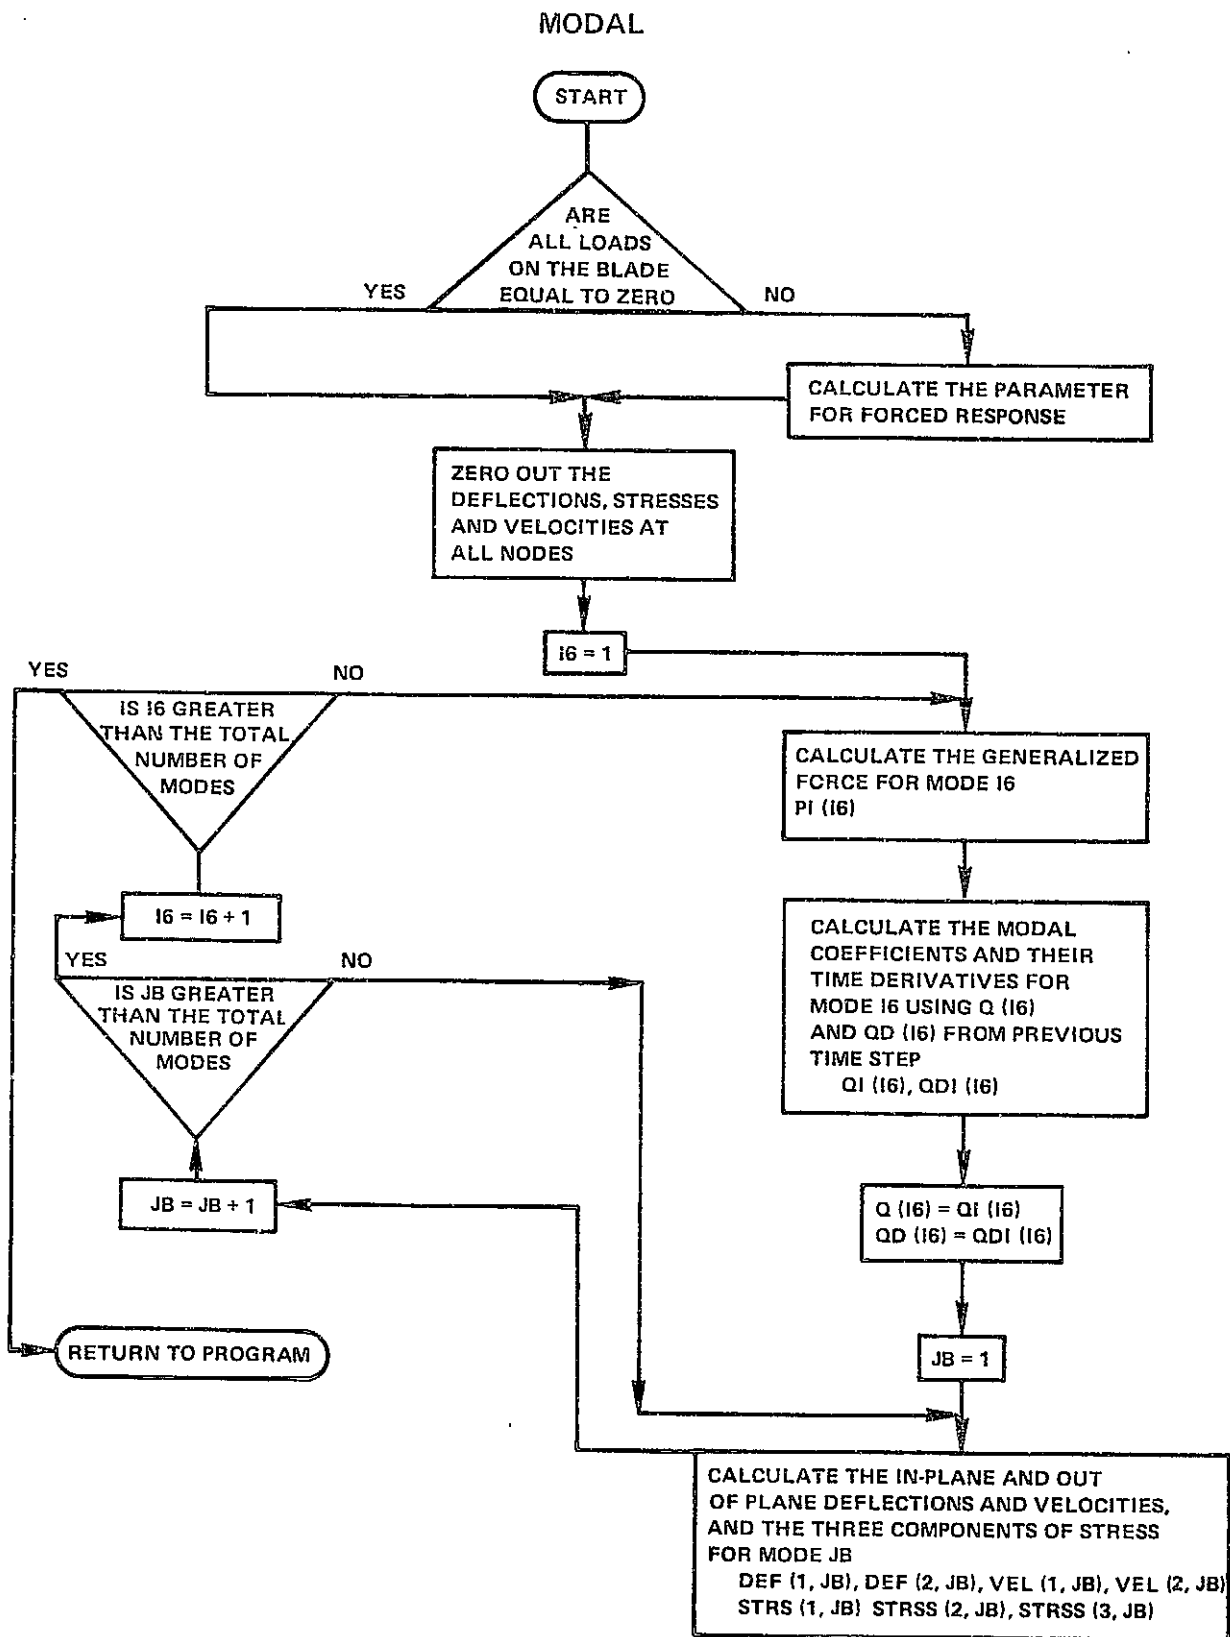 MODAL
START
ARE
ALL LOADS
ON THE BLADE
EQUAL TO ZERO
YES
NO
CALCULATE THE PARAMETER
FOR FORCED RESPONSE
ZERO OUT THE
DEFLECTIONS, STRESSES
AND VELOCITIES AT
ALL NODES
I6 = 1
YES
NO
IS I6 GREATER
THAN THE TOTAL
NUMBER OF
MODES
CALCULATE THE GENERALIZED
FORCE FOR MODE I6
PI (I6)
I6 = I6 + 1
CALCULATE THE MODAL
COEFFICIENTS AND THEIR
TIME DERIVATIVES FOR
MODE I6 USING Q (I6)
AND QD (I6) FROM PREVIOUS
TIME STEP
QI (I6), QDI (I6)
YES
NO
IS JB GREATER
THAN THE TOTAL
NUMBER OF
MODES
JB = JB + 1
Q (I6) = QI (I6)
QD (I6) = QDI (I6)
RETURN TO PROGRAM
JB = 1
CALCULATE THE IN-PLANE AND OUT
OF PLANE DEFLECTIONS AND VELOCITIES,
AND THE THREE COMPONENTS OF STRESS
FOR MODE JB
DEF (1, JB), DEF (2, JB), VEL (1, JB), VEL (2, JB)
STRS (1, JB) STRSS (2, JB), STRSS (3, JB)